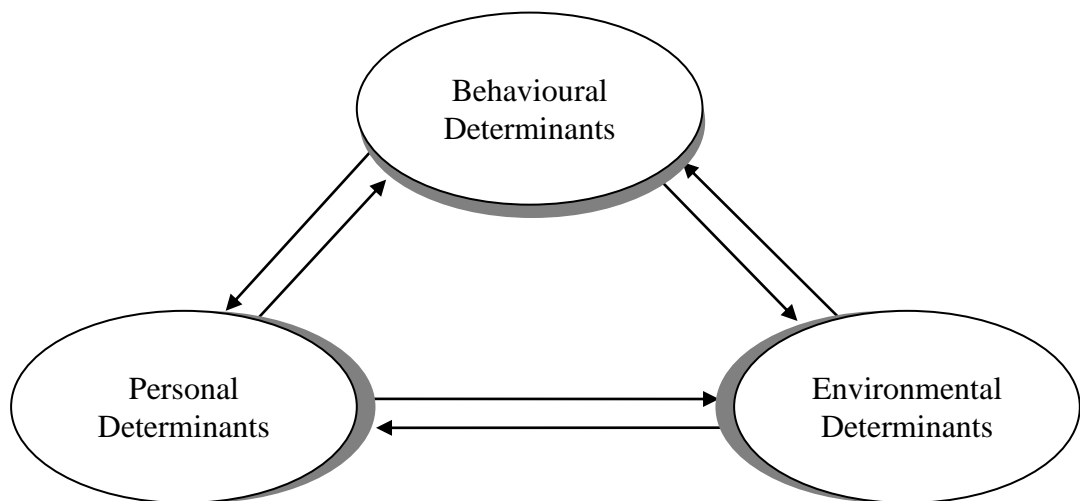 Behavioural
Determinants
Personal
Determinants
Environmental
Determinants